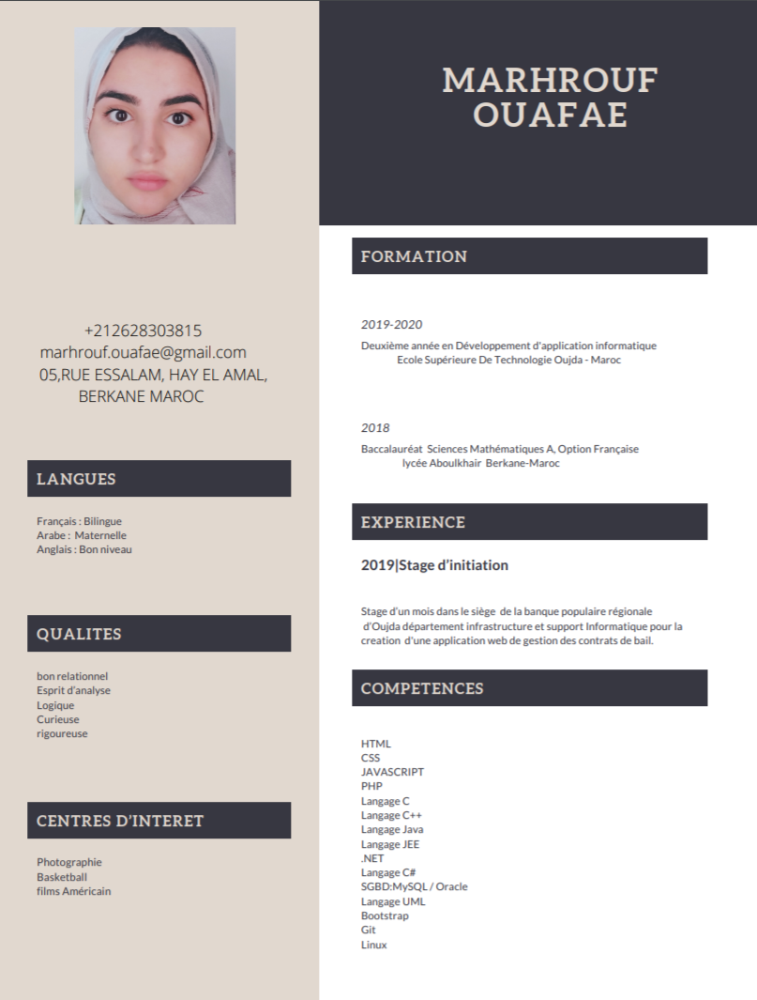 MARHROUF
OUAFAE
+212628303815
marhrouf.ouafae@gmail.com
05,RUE ESSALAM, HAY EL AMAL,
BERKANE MAROC
LANGUES
Français : Bilingue
Arabe : Maternelle
Anglais : Bon niveau
QUALITES
bon relationnel
Esprit d'analyse
Logique
Curieuse
rigoureuse
CENTRES D'INTERET
Photographie
Basketball
films Américain
FORMATION
2019-2020
Deuxième année en Développement d'application informatique
Ecole Supérieure De Technologie Oujda - Maroc
2018
Baccalauréat Sciences Mathématiques A, Option Française
lycée Aboulkhair Berkane-Maroc
EXPERIENCE
2019|Stage d'initiation
Stage d'un mois dans le siège de la banque populaire régionale
d'Oujda département infrastructure et support Informatique pour la
creation d'une application web de gestion des contrats de bail.
COMPETENCES
HTML
CSS
JAVASCRIPT
PHP
Langage C
Langage C++
Langage Java
Langage JEE
.NET
Langage C#
SGBD:MySQL / Oracle
Langage UML
Bootstrap
Git
Linux